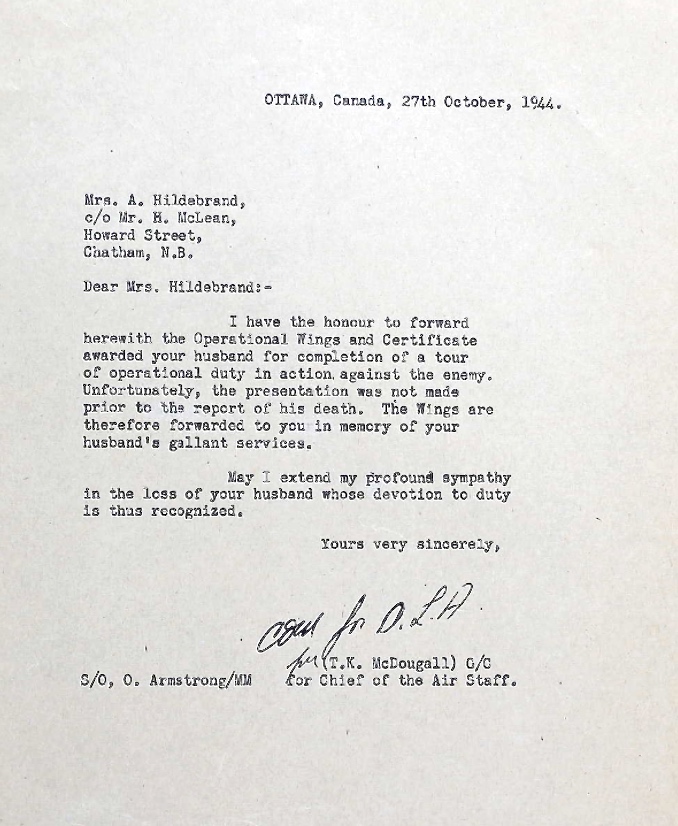 OTTAWA, Canada, 27th October, 1944.
Mrs. A. Hildebrand,
c/o Mr. H. McLean,
Howard Street,
Chatham, N.B.
Dear Mrs. Hildebrand:-
I have the honour to forward
herewith the Operational Wings and Certificate
awarded your husband for completion of a tour
of operational duty in action against the enemy.
Unfortunately, the presentation was not made
prior to the report of his death. The Wings are
therefore forwarded to you in memory of your
husband's gallant services.
May I extend my profound sympathy
in the loss of your husband whose devotion to duty
is thus recognized.
Yours very sincerely,
for D.L.A.
per (T.K. McDougall) G/C
S/O, O. Armstrong/MM for Chief of the Air Staff.